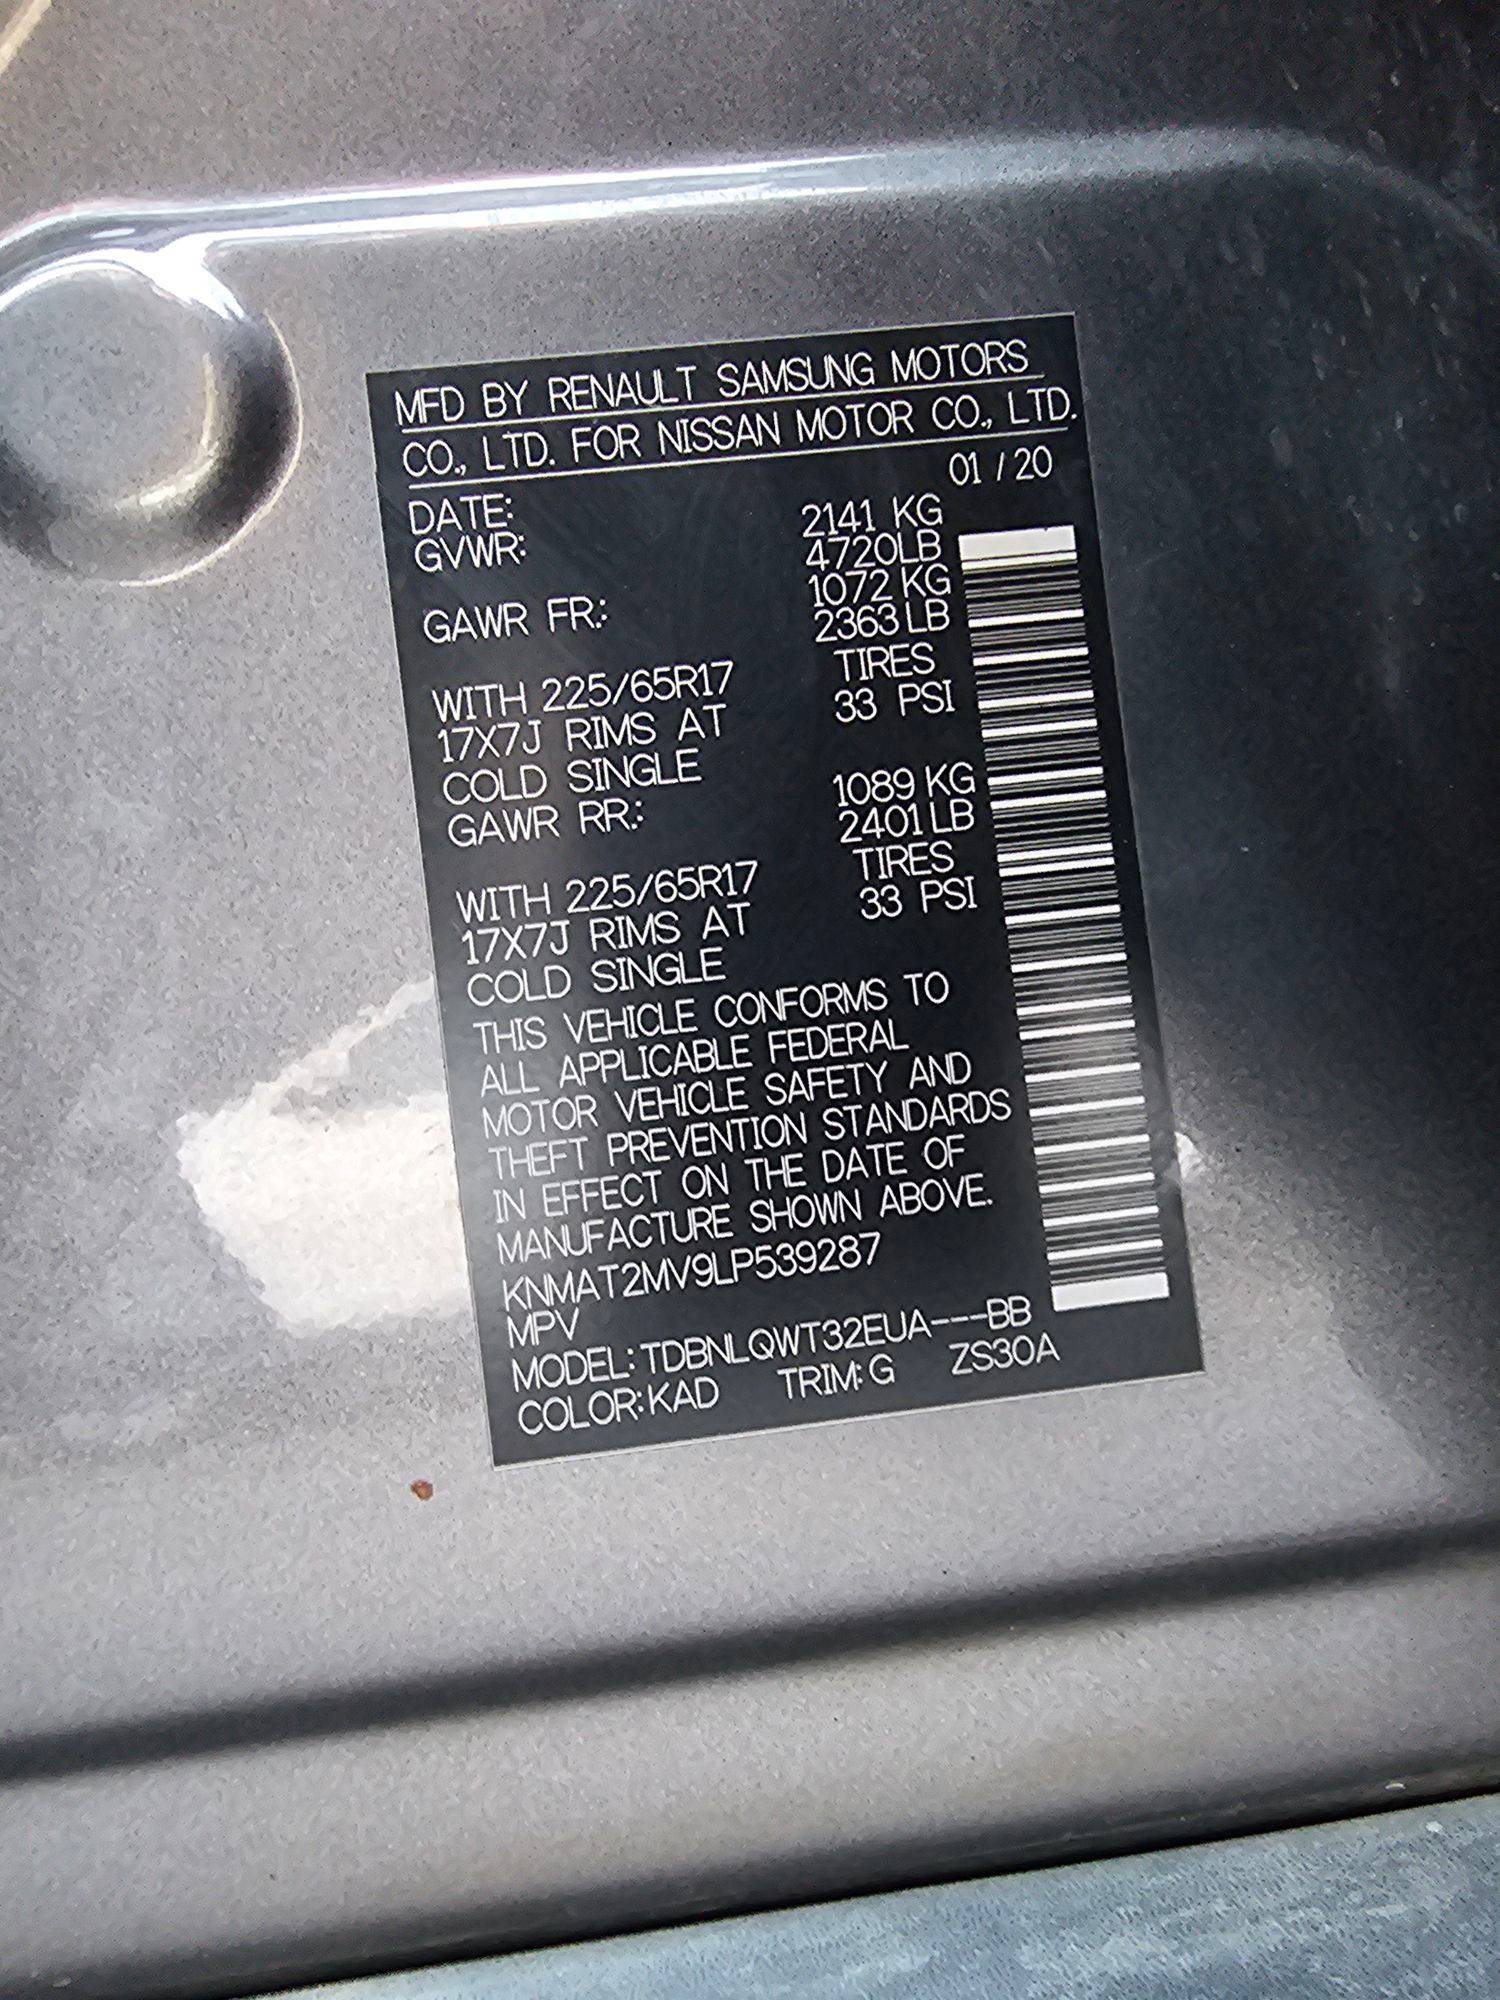 MFD BY RENAULT SAMSUNG MOTORS
CO., LTD. FOR NISSAN MOTOR CO., LTD.
DATE: 01 / 20
GVWR: 2141 KG
4720LB
GAWR FR.: 1072 KG
2363 LB
WITH 225/65R17 TIRES
17X7J RIMS AT 33 PSI
COLD SINGLE
GAWR RR.: 1089 KG
2401 LB
WITH 225/65R17 TIRES
17X7J RIMS AT 33 PSI
COLD SINGLE
THIS VEHICLE CONFORMS TO
ALL APPLICABLE FEDERAL
MOTOR VEHICLE SAFETY AND
THEFT PREVENTION STANDARDS
IN EFFECT ON THE DATE OF
MANUFACTURE SHOWN ABOVE.
KNMAT2MV9LP539287
MPV
MODEL: TDBNLQWT32EUA---BB
COLOR: KAD TRIM: G ZS30A